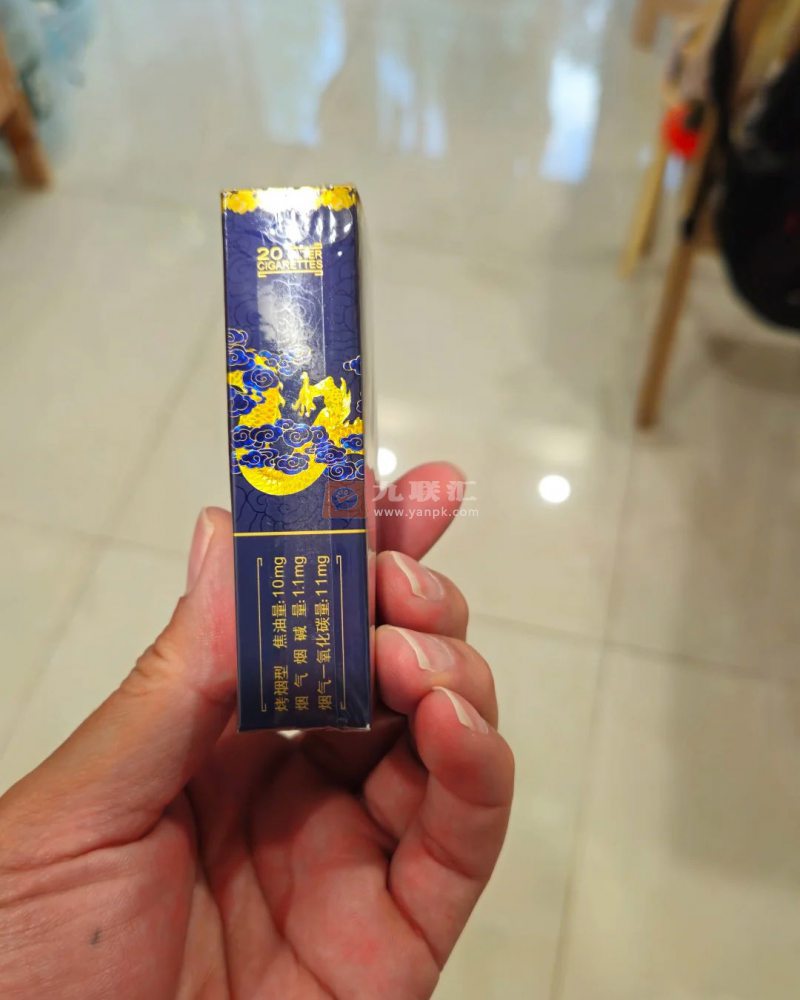 20 FILTER
CIGARETTES
九联汇
www.yanpk.com
烤烟型 焦油量:10mg
烟气烟碱量:1.1mg
烟气一氧化碳量:11mg